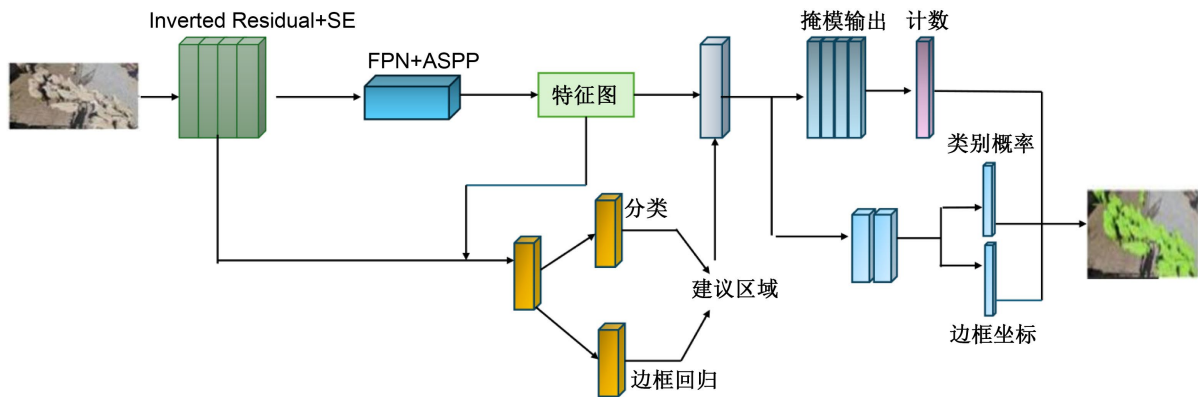 Inverted Residual+SE
FPN+ASPP
特征图
掩模输出
计数
类别概率
分类
建议区域
边框回归
边框坐标